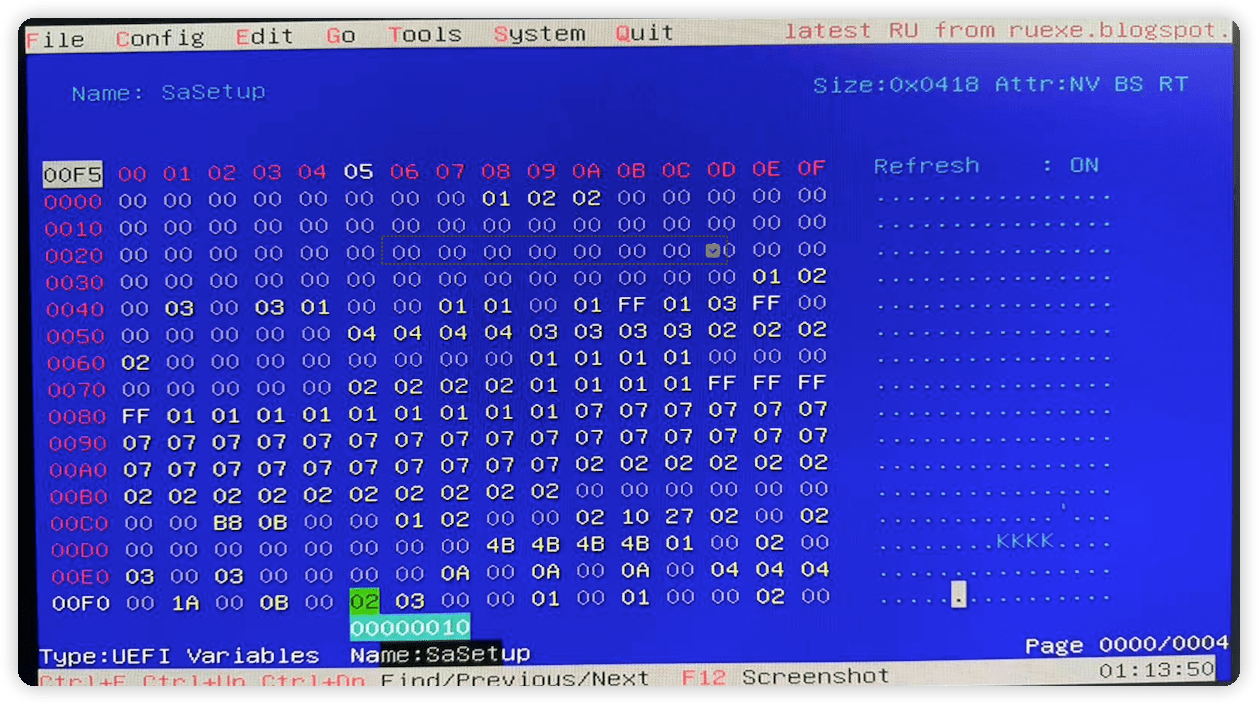 File Config Edit Go Tools System Quit latest RU from ruexe.blogspot.
Name: SaSetup Size:0x0418 Attr:NV BS RT
00F5 00 01 02 03 04 05 06 07 08 09 0A 0B 0C 0D 0E 0F Refresh : ON
0000 00 00 00 00 00 00 00 00 01 02 02 00 00 00 00 00 ................
0010 00 00 00 00 00 00 00 00 00 00 00 00 00 00 00 00 ................
0020 00 00 00 00 00 00 00 00 00 00 00 00 00 00 00 00 ................
0030 00 00 00 00 00 00 00 00 00 00 00 00 00 00 01 02 ................
0040 00 03 00 03 01 00 00 01 01 00 01 FF 01 03 FF 00 ................
0050 00 00 00 00 00 04 04 04 04 03 03 03 03 02 02 02 ................
0060 02 00 00 00 00 00 00 00 00 01 01 01 01 00 00 00 ................
0070 00 00 00 00 00 02 02 02 02 01 01 01 01 FF FF FF ................
0080 FF 01 01 01 01 01 01 01 01 01 07 07 07 07 07 07 ................
0090 07 07 07 07 07 07 07 07 07 07 07 07 07 07 07 07 ................
00A0 07 07 07 07 07 07 07 07 07 07 02 02 02 02 02 02 ................
00B0 02 02 02 02 02 02 02 02 02 02 00 00 00 00 00 00 ................
00C0 00 00 B8 0B 00 00 01 02 00 00 02 10 27 02 00 02 ............'...
00D0 00 00 00 00 00 00 00 00 4B 4B 4B 4B 01 00 02 00 ........KKKK....
00E0 03 00 03 00 00 00 00 0A 00 0A 00 0A 00 04 04 04 ................
00F0 00 1A 00 0B 00 02 03 00 00 01 00 01 00 00 02 00 ................
00000010
Type:UEFI Variables Name:SaSetup Page 0000/0004
Ctrl+F Ctrl+Up Ctrl+Dn Find/Previous/Next F12 Screenshot 01:13:50